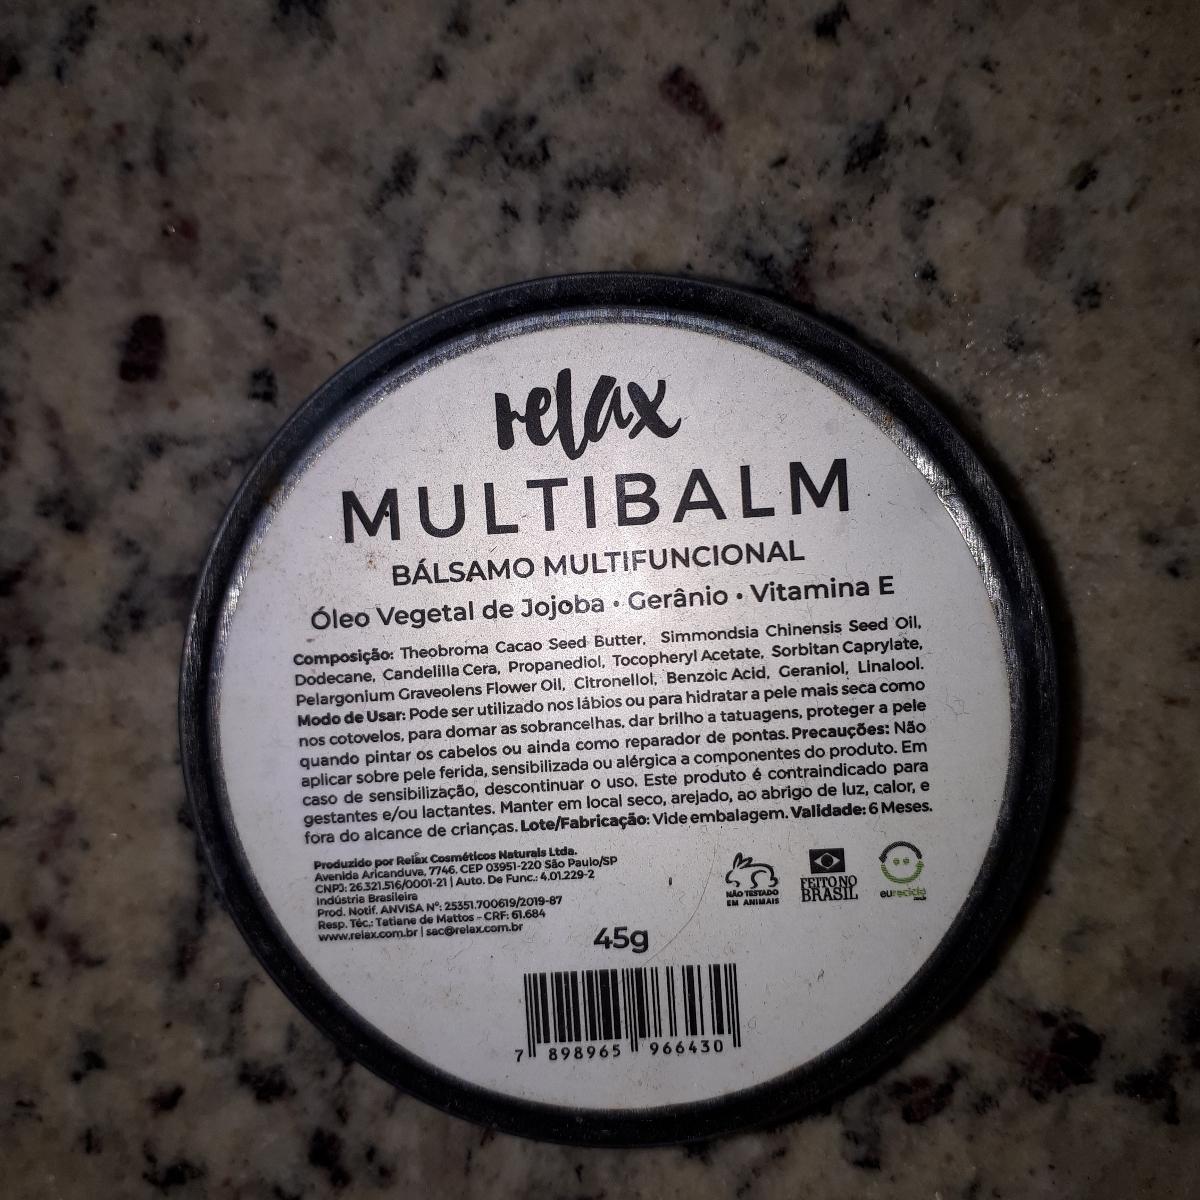 relax
MULTIBALM
BÁLSAMO MULTIFUNCIONAL
Óleo Vegetal de Jojoba • Gerânio • Vitamina E
Composição: Theobroma Cacao Seed Butter, Simmondsia Chinensis Seed Oil,
Dodecane, Candelilla Cera, Propanediol, Tocopheryl Acetate, Sorbitan Caprylate,
Pelargonium Graveolens Flower Oil, Citronellol, Benzoic Acid, Geraniol, Linalool.
Modo de Usar: Pode ser utilizado nos lábios ou para hidratar a pele mais seca como
nos cotovelos, para domar as sobrancelhas, dar brilho a tatuagens, proteger a pele
quando pintar os cabelos ou ainda como reparador de pontas. Precauções: Não
aplicar sobre pele ferida, sensibilizada ou alérgica a componentes do produto. Em
caso de sensibilização, descontinuar o uso. Este produto é contraindicado para
gestantes e/ou lactantes. Manter em local seco, arejado, ao abrigo de luz, calor, e
fora do alcance de crianças. Lote/Fabricação: Vide embalagem. Validade: 6 Meses.
Produzido por Relax Cosméticos Naturais Ltda.
Avenida Aricanduva, 7746. CEP 03951-220 São Paulo/SP
CNPJ: 26.321.516/0001-21 | Auto. De Func.: 4.01.229-2
Indústria Brasileira
Prod. Notif. ANVISA Nº: 25351.700619/2019-87
Resp. Téc.: Tatiane de Mattos - CRF: 61.684
www.relax.com.br | sac@relax.com.br
NÃO TESTADO
EM ANIMAIS
FEITO NO
BRASIL
eureciclo
45g
7 898965 966430